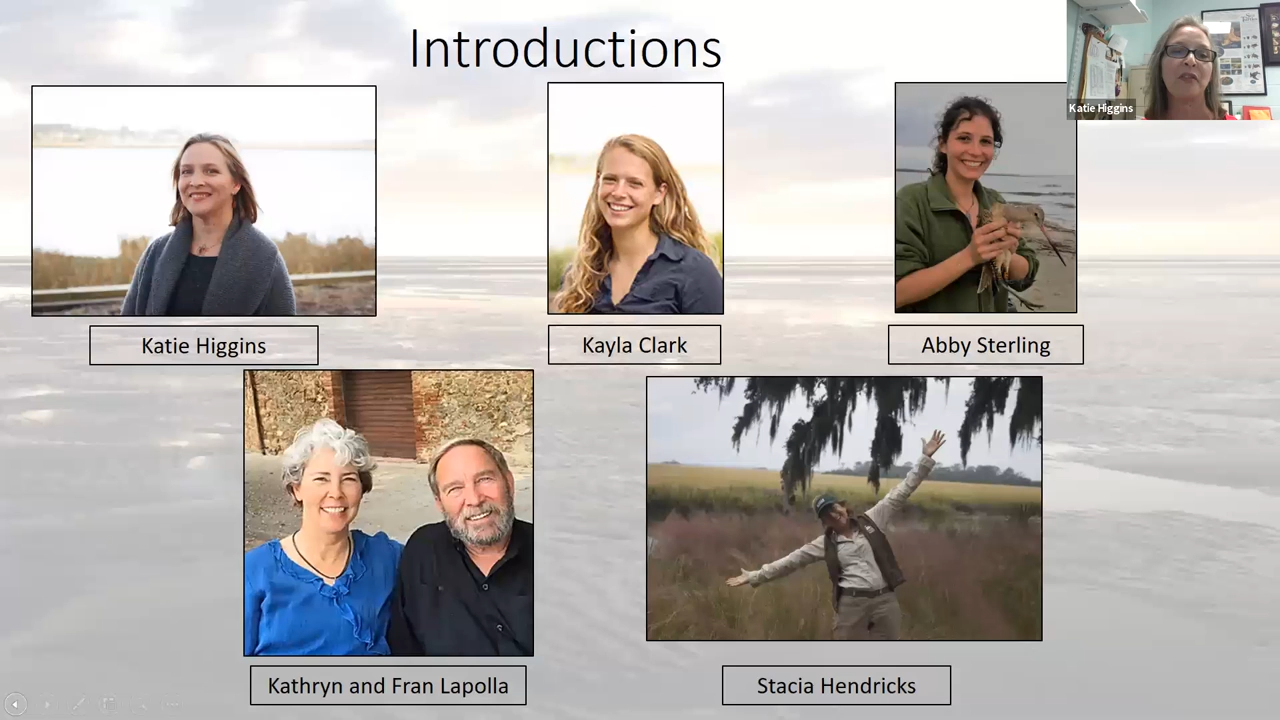 Introductions
Katie Higgins
Katie Higgins
Kayla Clark
Abby Sterling
Kathryn and Fran Lapolla
Stacia Hendricks